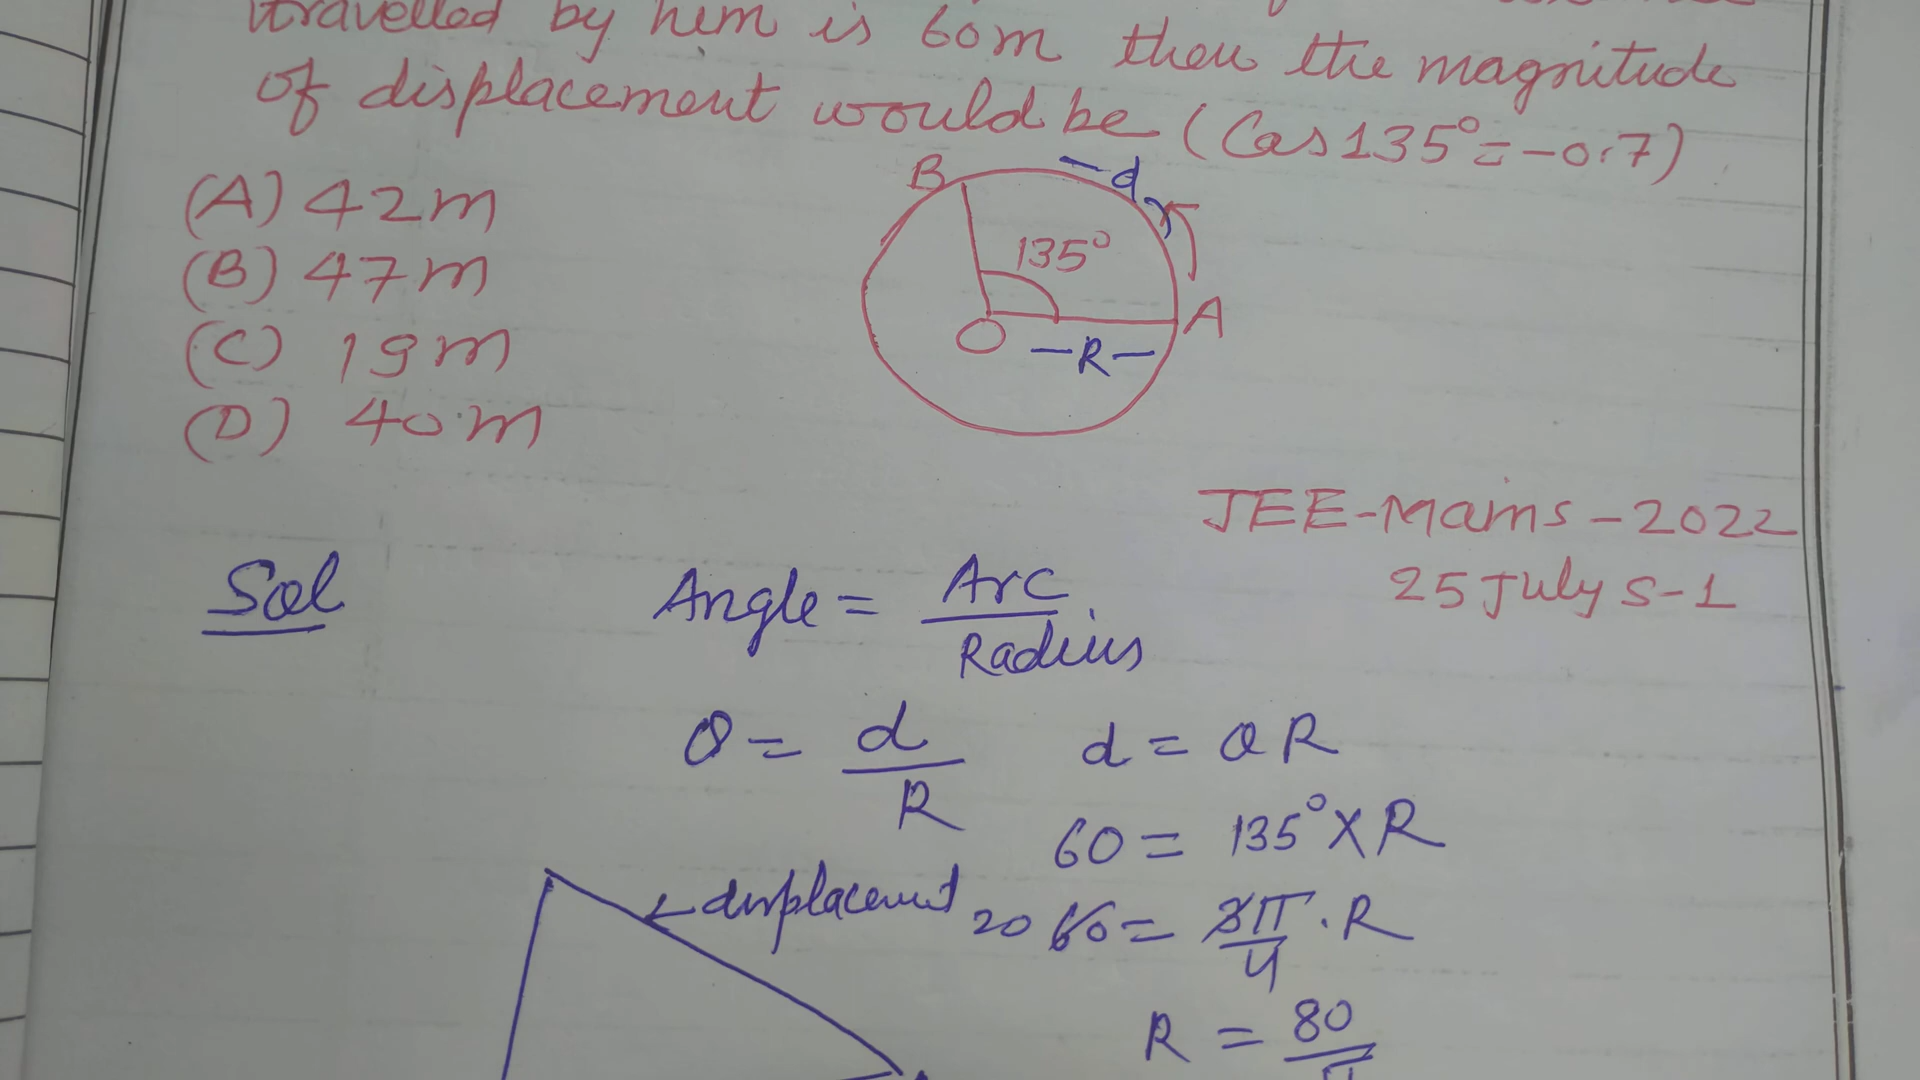 travelled by him is 60m then the magnitude
of displacement would be (Cos 135° = -0.7)
(A) 42m
(B) 47m
(C) 19m
(D) 40m
B
d
135°
A
O
R
JEE-Mains-2022
25 July S-1
Sol
Angle = Arc
Radius
θ = d
R
d = θR
60 = 135° X R
displacement
20 60 = 3π/4 . R
R = 80